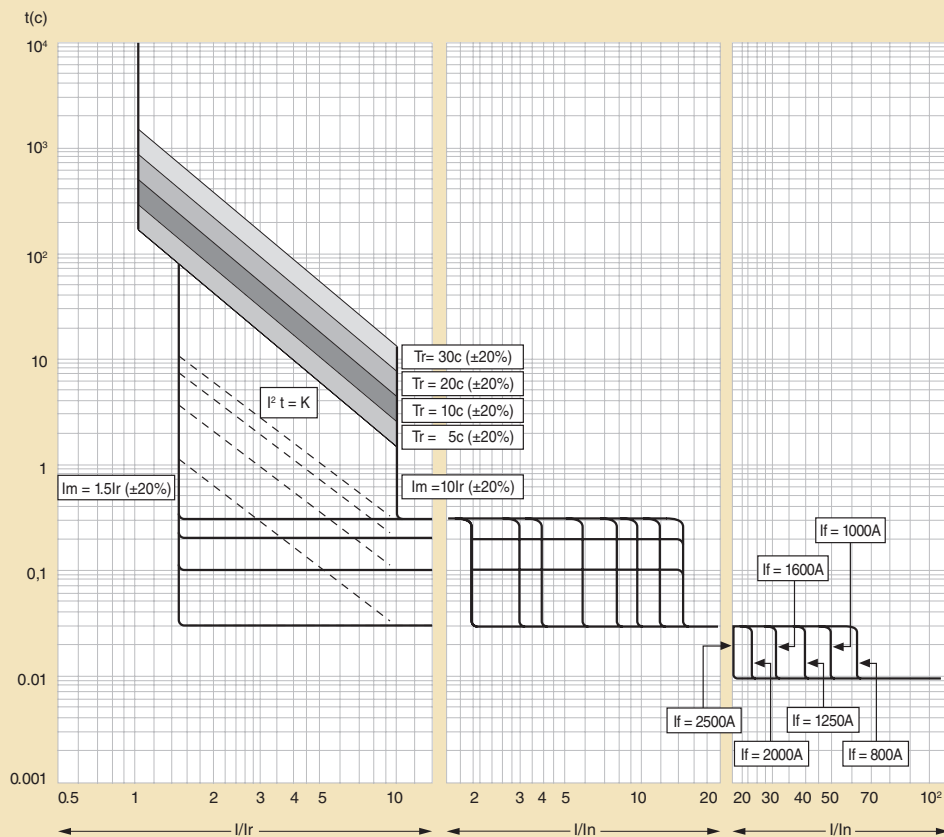 t(c)
10⁴
10³
10²
10
1
0,1
0.01
0.001
Tr= 30c (±20%)
Tr= 20c (±20%)
Tr= 10c (±20%)
Tr= 5c (±20%)
I² t = K
Im = 1.5Ir (±20%)
Im =10Ir (±20%)
If = 1000A
If = 1600A
If = 2500A
If = 1250A
If = 2000A
If = 800A
0.5 1 2 3 4 5 10
2 3 4 5 10 20
20 30 40 50 70 10²
I/Ir
I/In
I/In